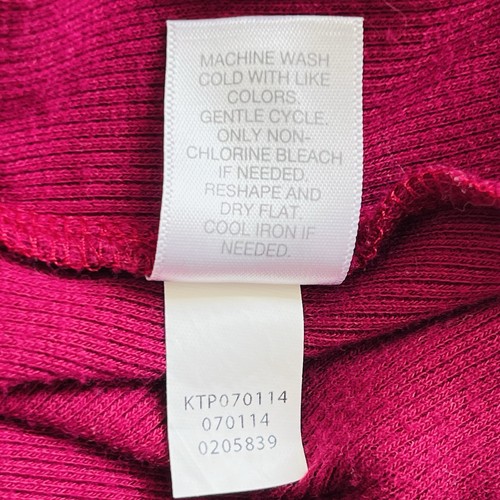 MACHINE WASH
COLD WITH LIKE
COLORS.
GENTLE CYCLE.
ONLY NON-
CHLORINE BLEACH
IF NEEDED.
RESHAPE AND
DRY FLAT.
COOL IRON IF
NEEDED.
KTP070114
070114
0205839